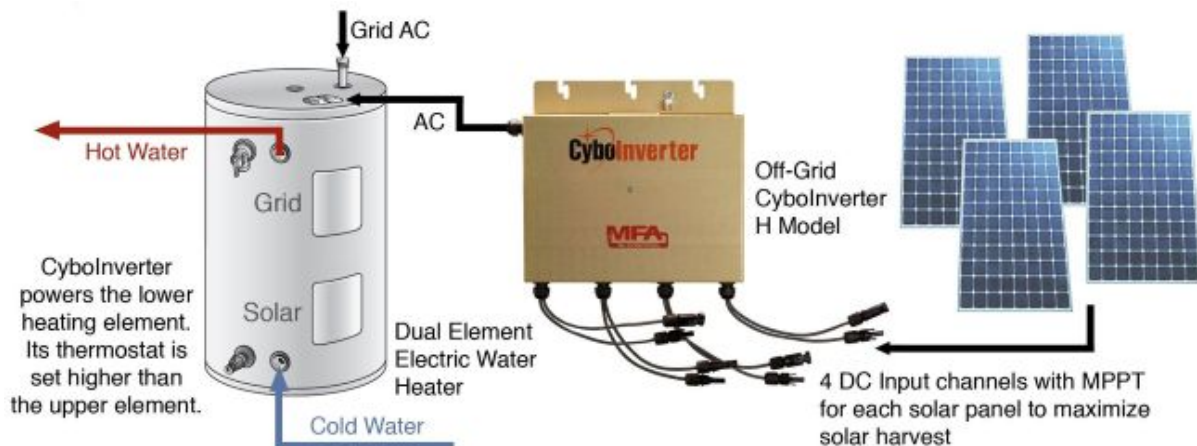 Grid AC
AC
Hot Water
Grid
Solar
CyboInverter
powers the lower
heating element.
Its thermostat is
set higher than
the upper element.
Cold Water
Dual Element
Electric Water
Heater
CyboInverter
MFA
Off-Grid
CyboInverter
H Model
4 DC Input channels with MPPT
for each solar panel to maximize
solar harvest